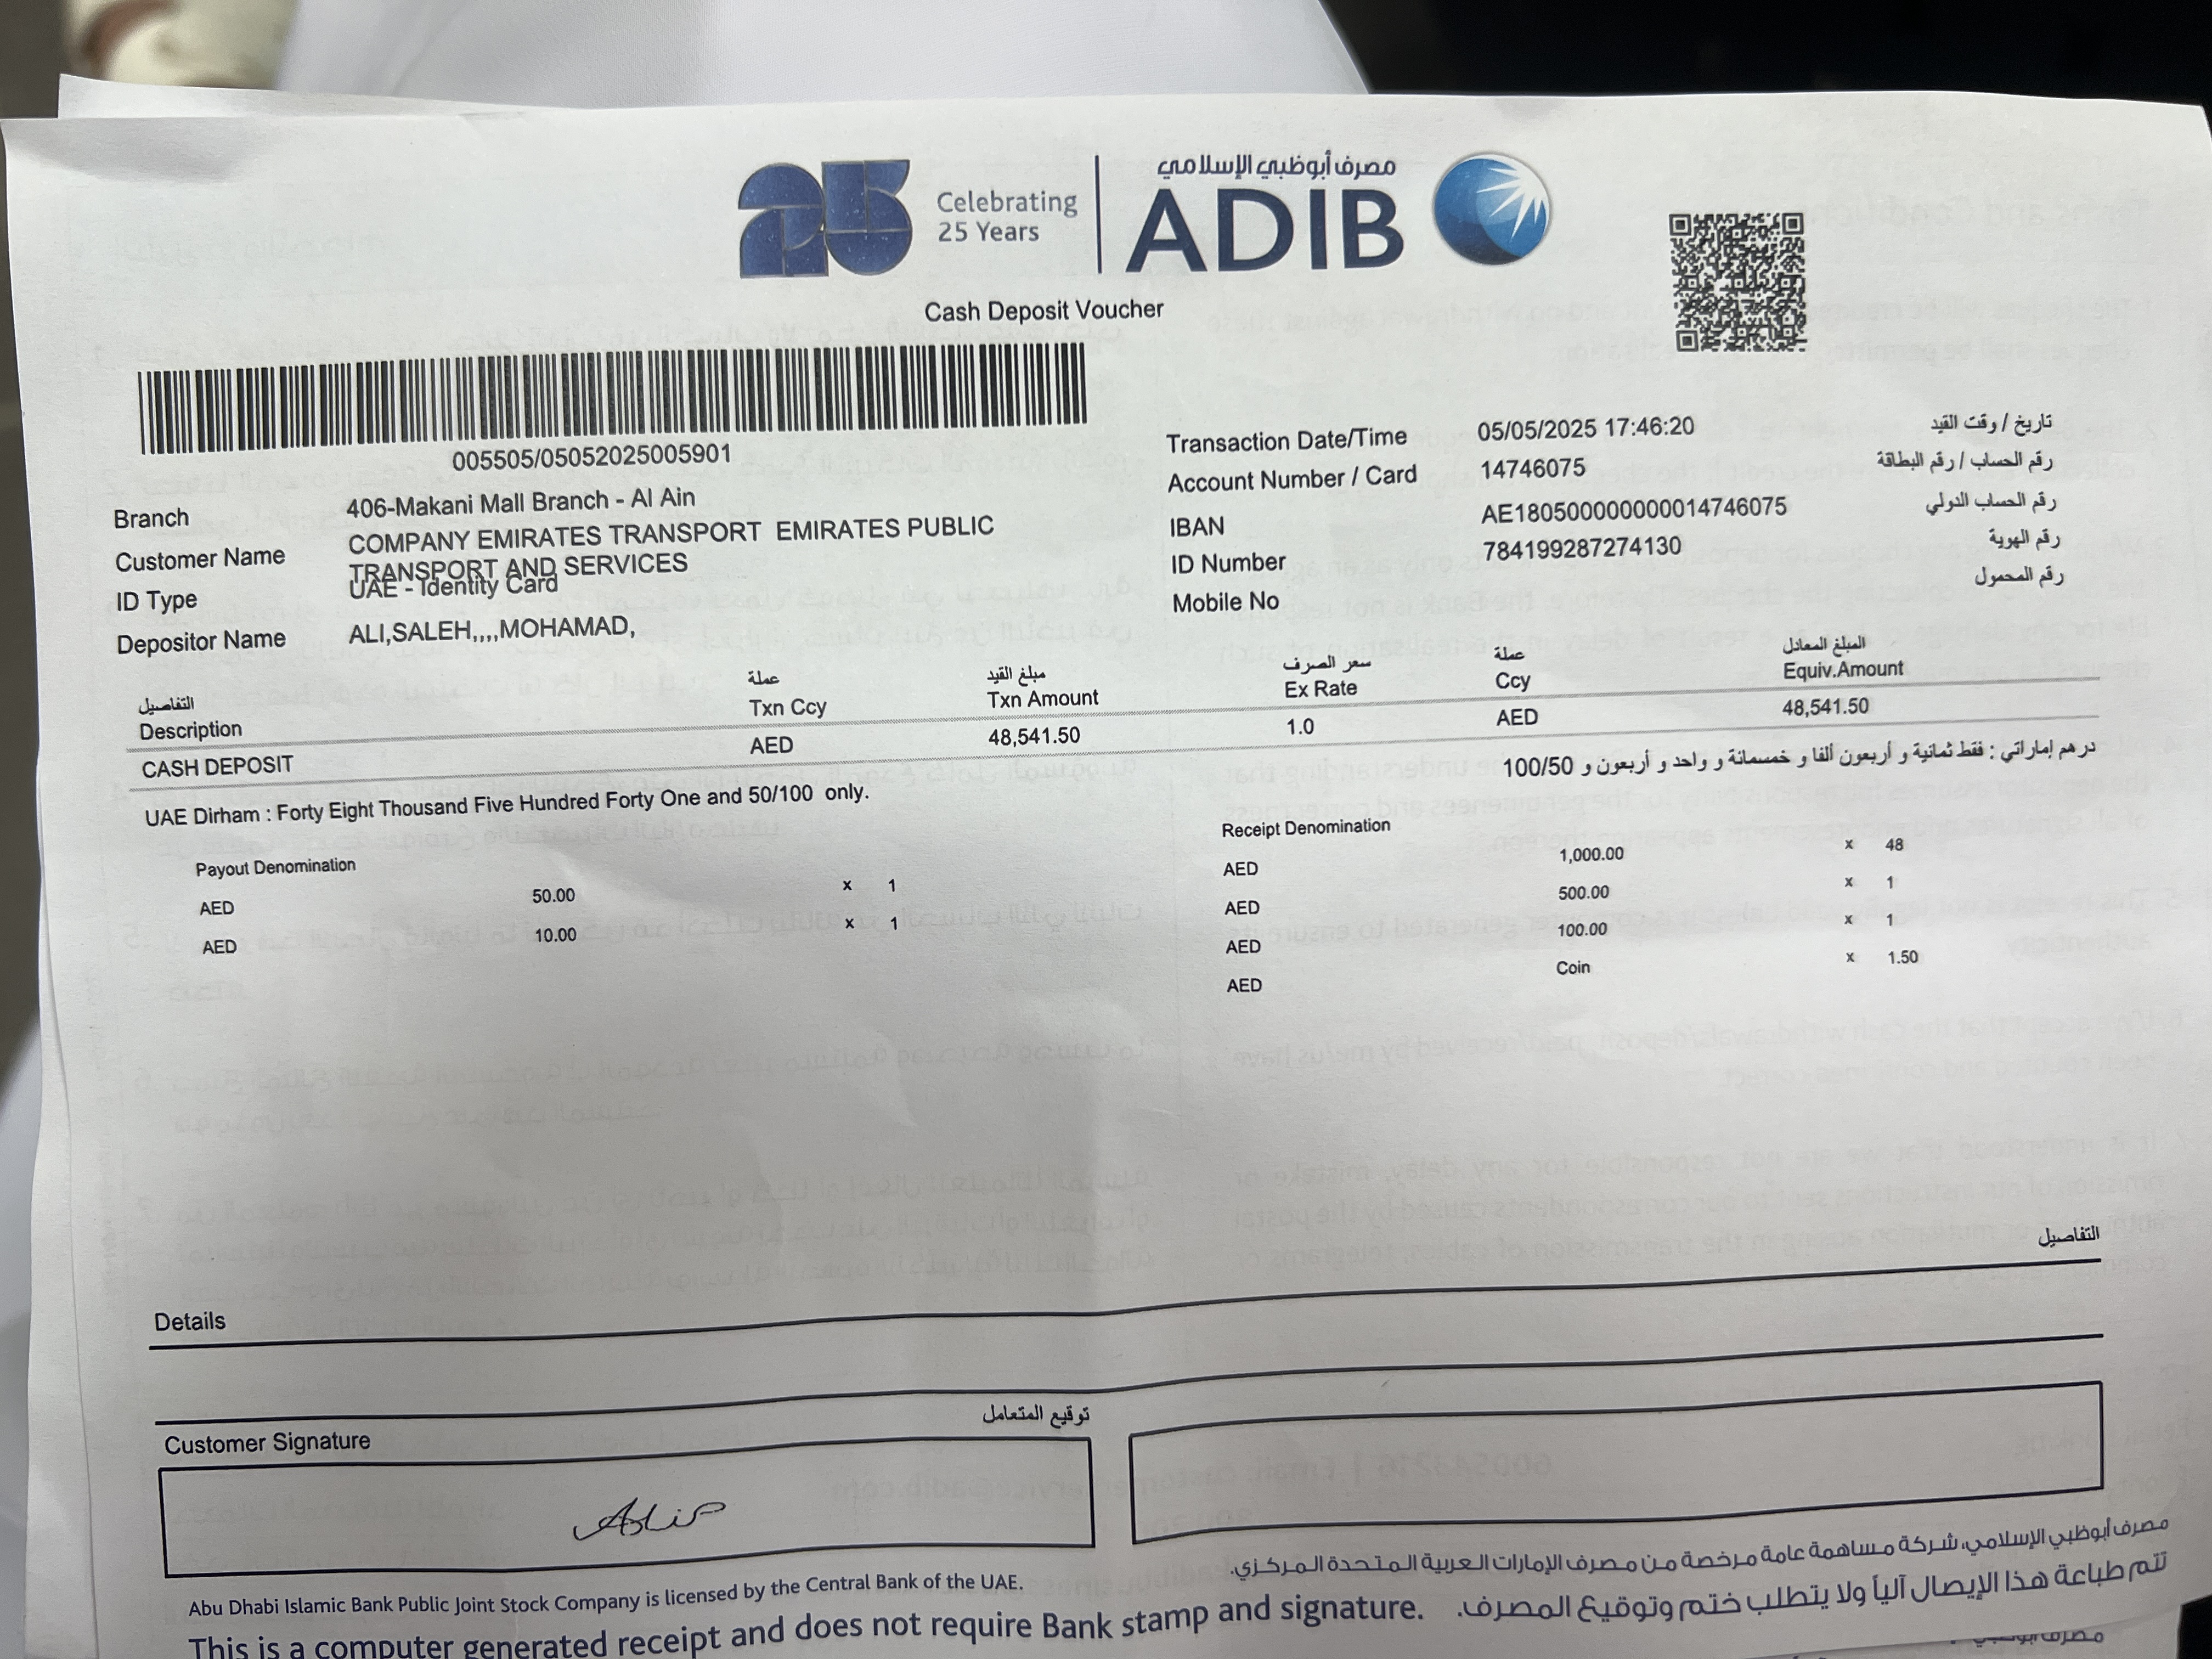 25
Celebrating
25 Years
مصرف أبوظبي الإسلامي
ADIB
Cash Deposit Voucher
005505/05052025005901
Branch 406-Makani Mall Branch - Al Ain
Customer Name COMPANY EMIRATES TRANSPORT EMIRATES PUBLIC
TRANSPORT AND SERVICES
ID Type UAE - Identity Card
Depositor Name ALI,SALEH,,,,MOHAMAD,
Transaction Date/Time 05/05/2025 17:46:20 تاريخ / وقت القيد
Account Number / Card 14746075 رقم الحساب / رقم البطاقة
IBAN AE180500000000014746075 رقم الحساب الدولي
ID Number 784199287274130 رقم الهوية
Mobile No رقم المحمول
التفاصيل عملة مبلغ القيد سعر الصرف عملة المبلغ المعادل
Description Txn Ccy Txn Amount Ex Rate Ccy Equiv.Amount
CASH DEPOSIT AED 48,541.50 1.0 AED 48,541.50
UAE Dirham : Forty Eight Thousand Five Hundred Forty One and 50/100 only.
درهم إماراتي : فقط ثمانية و أربعون ألفا و خمسمائة و واحد و أربعون و 100/50
Payout Denomination
AED 50.00 x 1
AED 10.00 x 1
Receipt Denomination
AED 1,000.00 x 48
AED 500.00 x 1
AED 100.00 x 1
AED Coin x 1.50
Details التفاصيل
Customer Signature توقيع المتعامل
Abu Dhabi Islamic Bank Public Joint Stock Company is licensed by the Central Bank of the UAE.
مصرف أبوظبي الإسلامي، شركة مساهمة عامة مرخصة من مصرف الإمارات العربية المتحدة المركزي.
This is a computer generated receipt and does not require Bank stamp and signature.
تتم طباعة هذا الإيصال آلياً ولا يتطلب ختم وتوقيع المصرف.